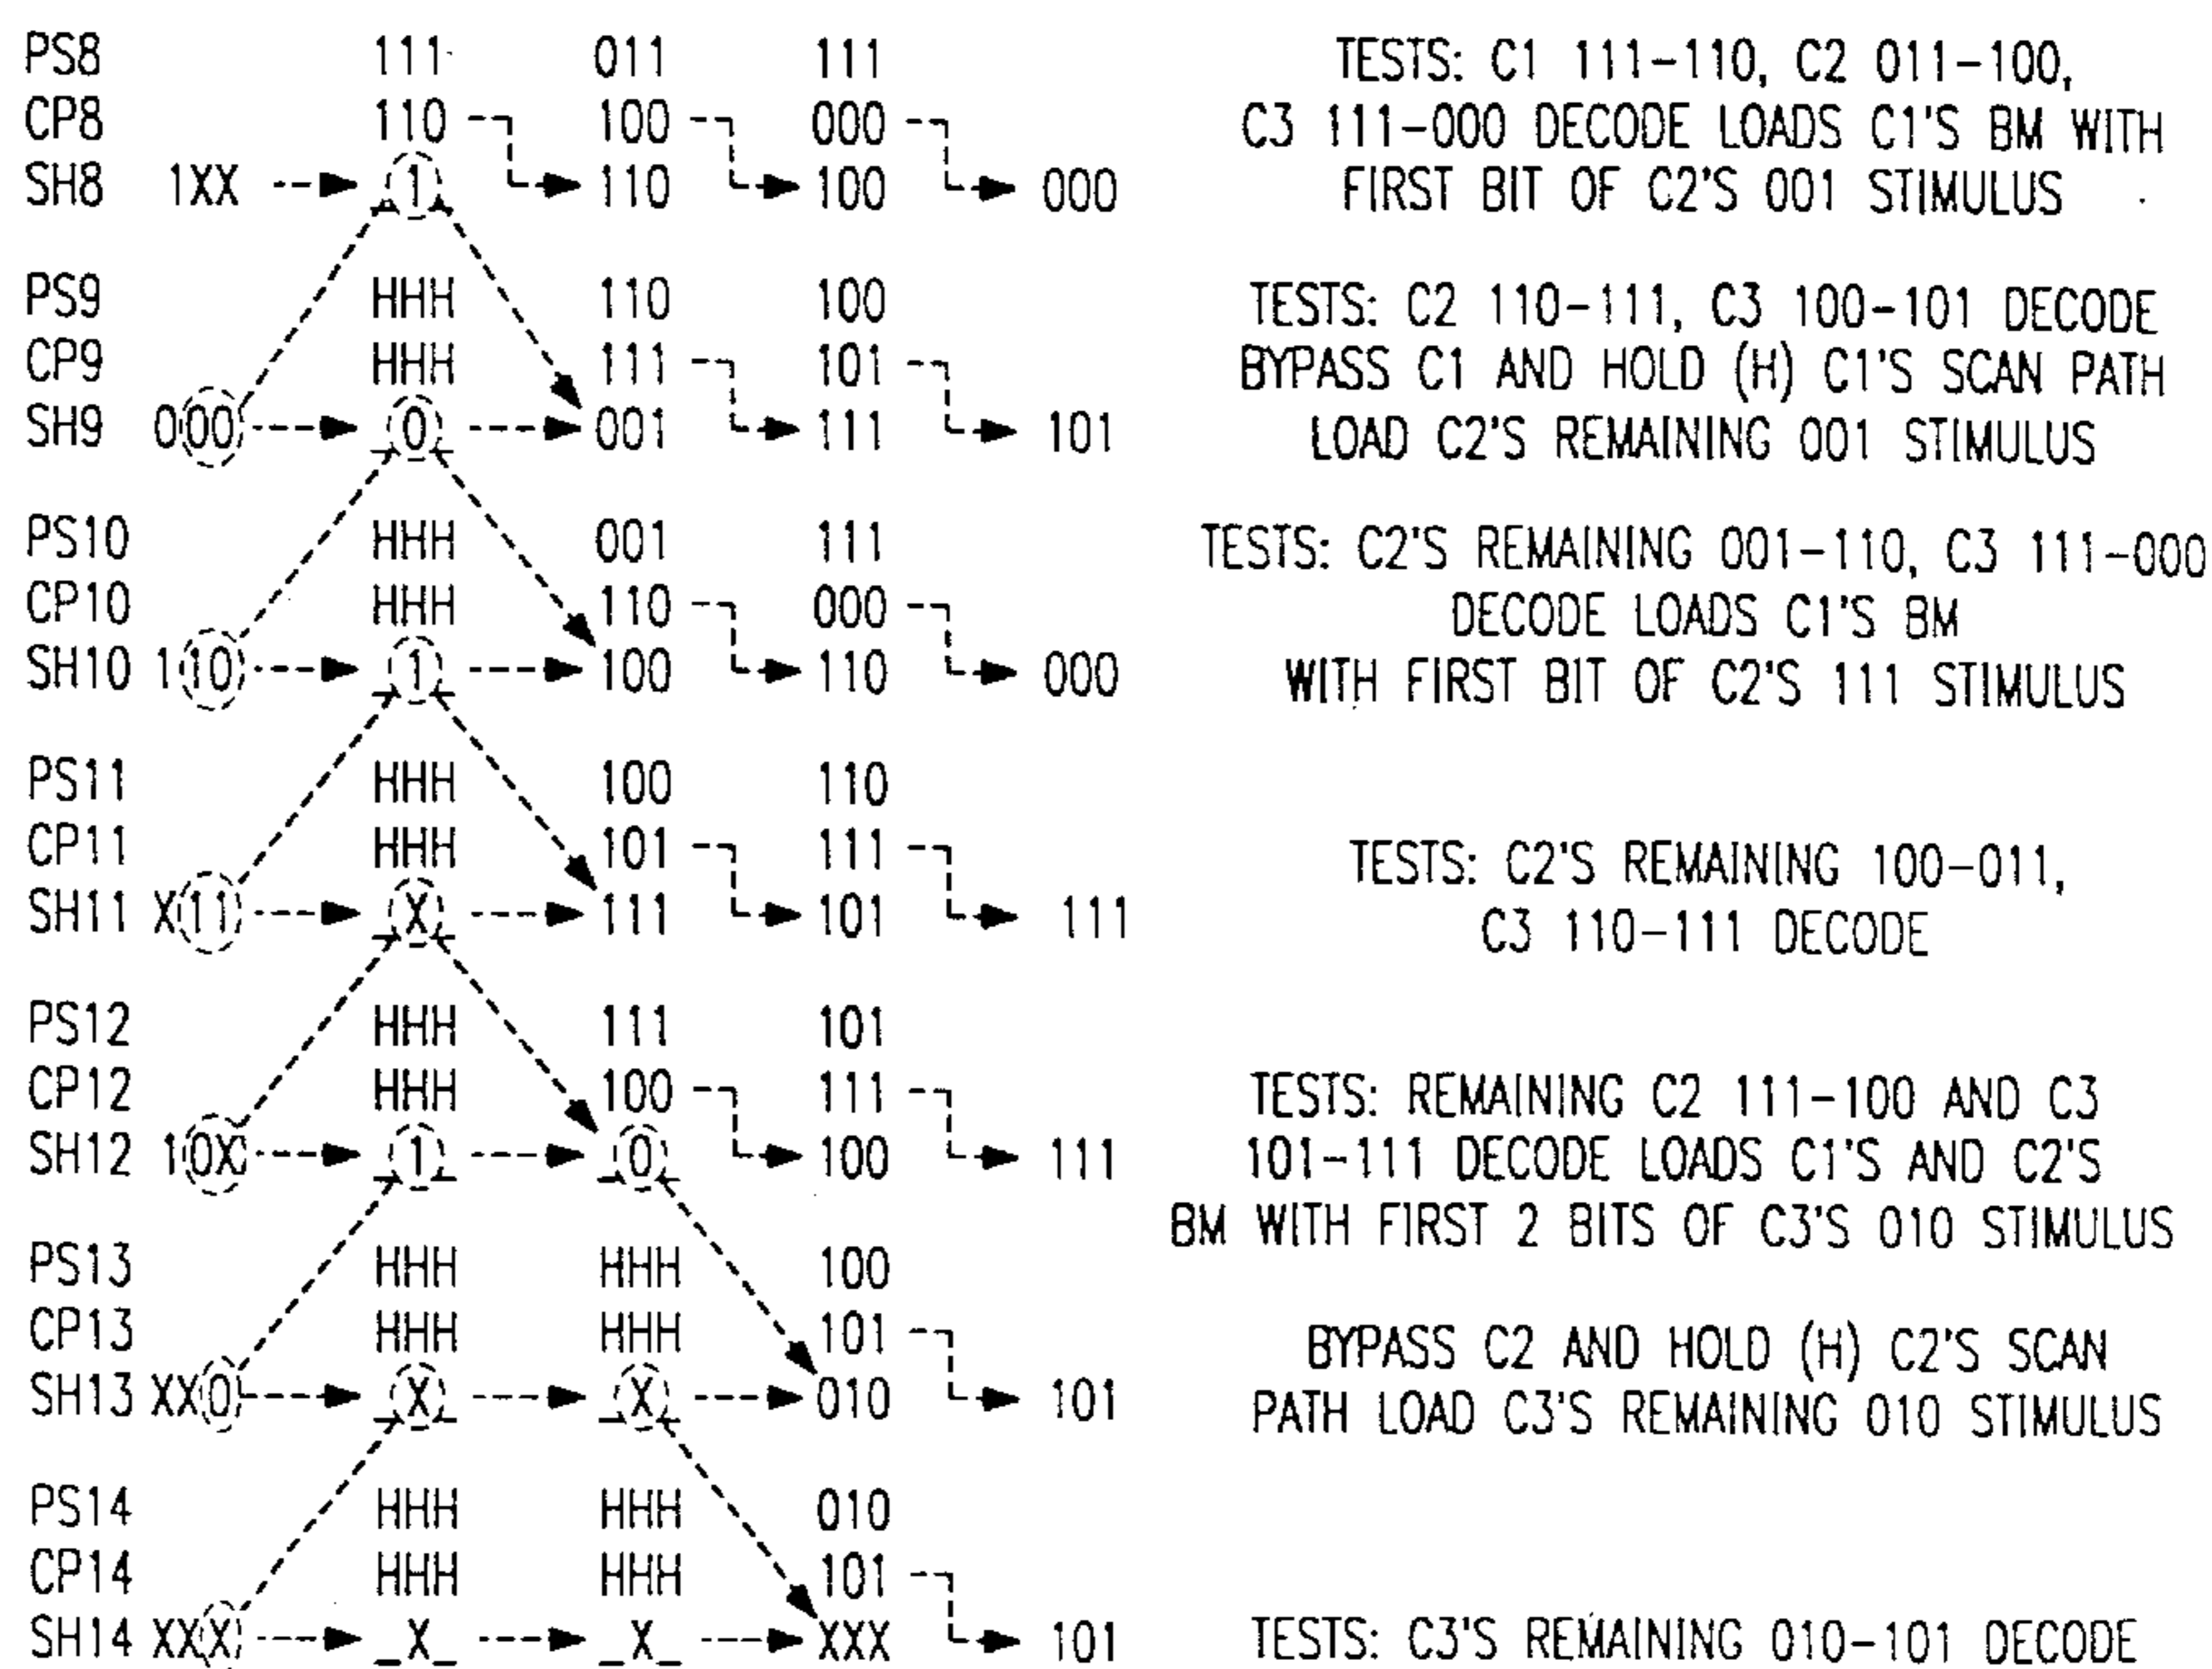 PS8 111 011 111 TESTS: C1 111-110, C2 011-100,
CP8 110 100 000 C3 111-000 DECODE LOADS C1'S BM WITH
SH8 1XX 1 110 100 000 FIRST BIT OF C2'S 001 STIMULUS
PS9 HHH 110 100 TESTS: C2 110-111, C3 100-101 DECODE
CP9 HHH 111 101 BYPASS C1 AND HOLD (H) C1'S SCAN PATH
SH9 000 0 001 111 101 LOAD C2'S REMAINING 001 STIMULUS
PS10 HHH 001 111 TESTS: C2'S REMAINING 001-110, C3 111-000
CP10 HHH 110 000 DECODE LOADS C1'S BM
SH10 110 1 100 110 000 WITH FIRST BIT OF C2'S 111 STIMULUS
PS11 HHH 100 110
CP11 HHH 101 111 TESTS: C2'S REMAINING 100-011,
SH11 X11 X 111 101 111 C3 110-111 DECODE
PS12 HHH 111 101
CP12 HHH 100 111 TESTS: REMAINING C2 111-100 AND C3
SH12 10X 1 0 100 111 101-111 DECODE LOADS C1'S AND C2'S
BM WITH FIRST 2 BITS OF C3'S 010 STIMULUS
PS13 HHH HHH 100
CP13 HHH HHH 101 BYPASS C2 AND HOLD (H) C2'S SCAN
SH13 XX0 X X 010 101 PATH LOAD C3'S REMAINING 010 STIMULUS
PS14 HHH HHH 010
CP14 HHH HHH 101
SH14 XXX _X_ _X_ XXX 101 TESTS: C3'S REMAINING 010-101 DECODE